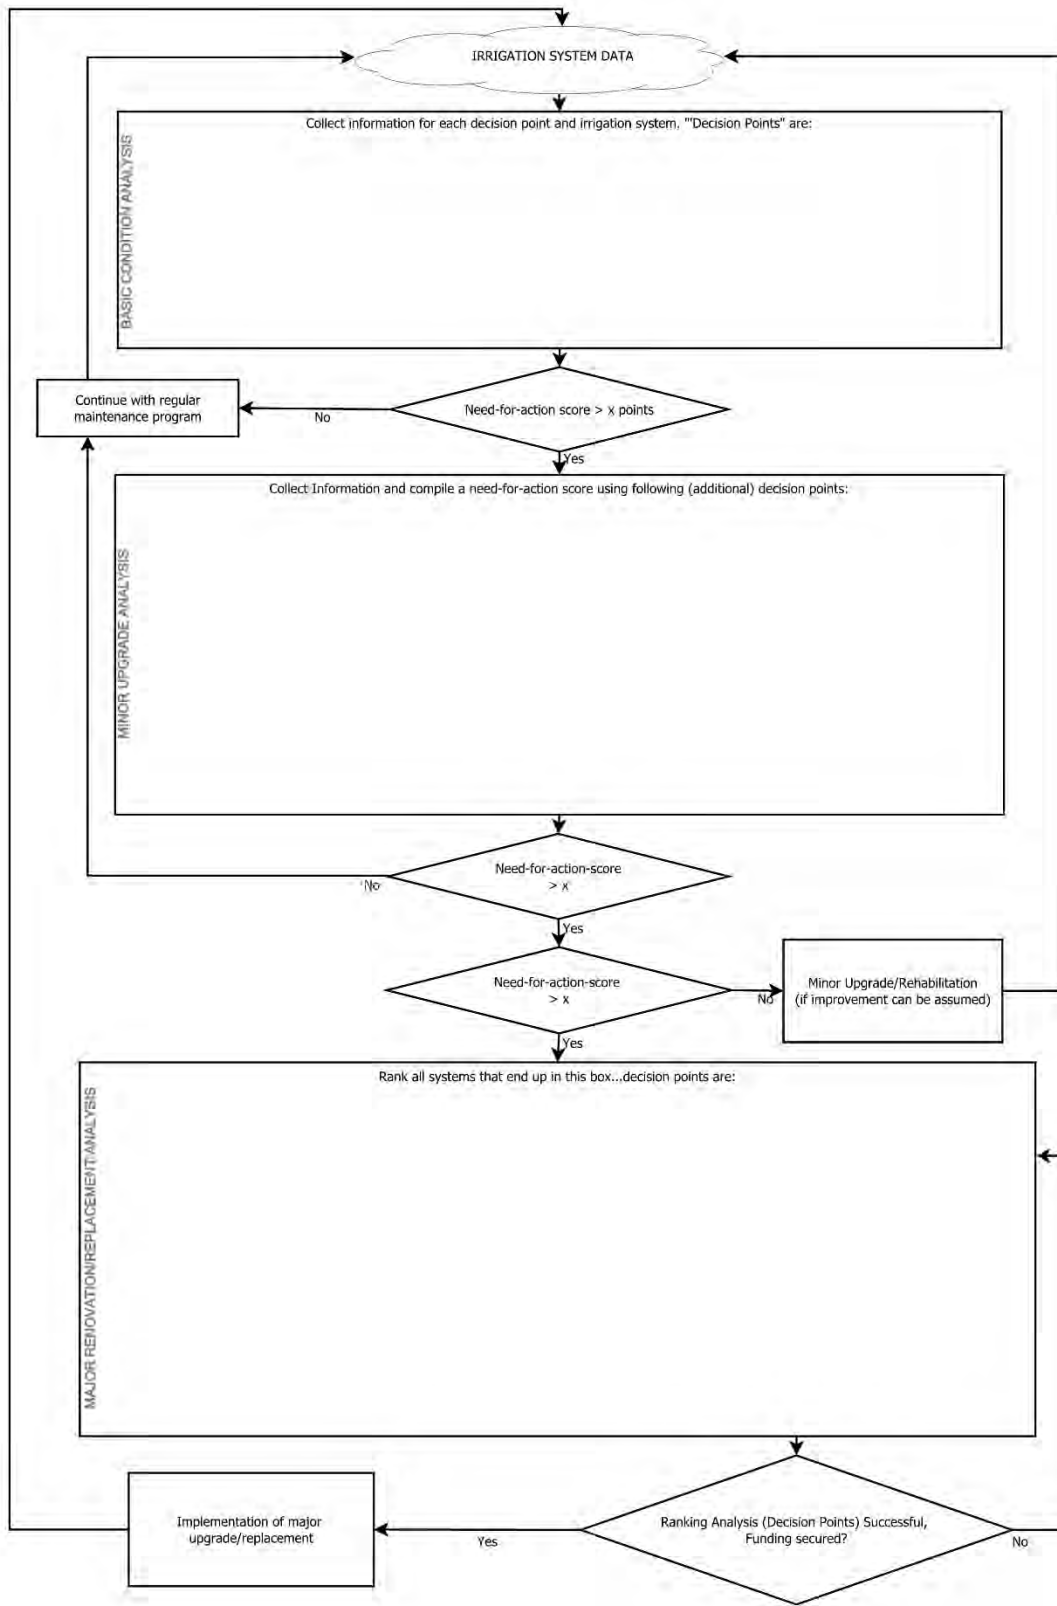 IRRIGATION SYSTEM DATA
Collect information for each decision point and irrigation system. "'Decision Points" are:
BASIC CONDITION ANALYSIS
Continue with regular
maintenance program
No
Need-for-action score > x points
Yes
Collect Information and compile a need-for-action score using following (additional) decision points:
MINOR UPGRADE ANALYSIS
Need-for-action-score
> x
No
Yes
Need-for-action-score
> x
No
Minor Upgrade/Rehabilitation
(if improvement can be assumed)
Yes
Rank all systems that end up in this box...decision points are:
MAJOR RENOVATION/REPLACEMENT ANALYSIS
Implementation of major
upgrade/replacement
Yes
Ranking Analysis (Decision Points) Successful,
Funding secured?
No